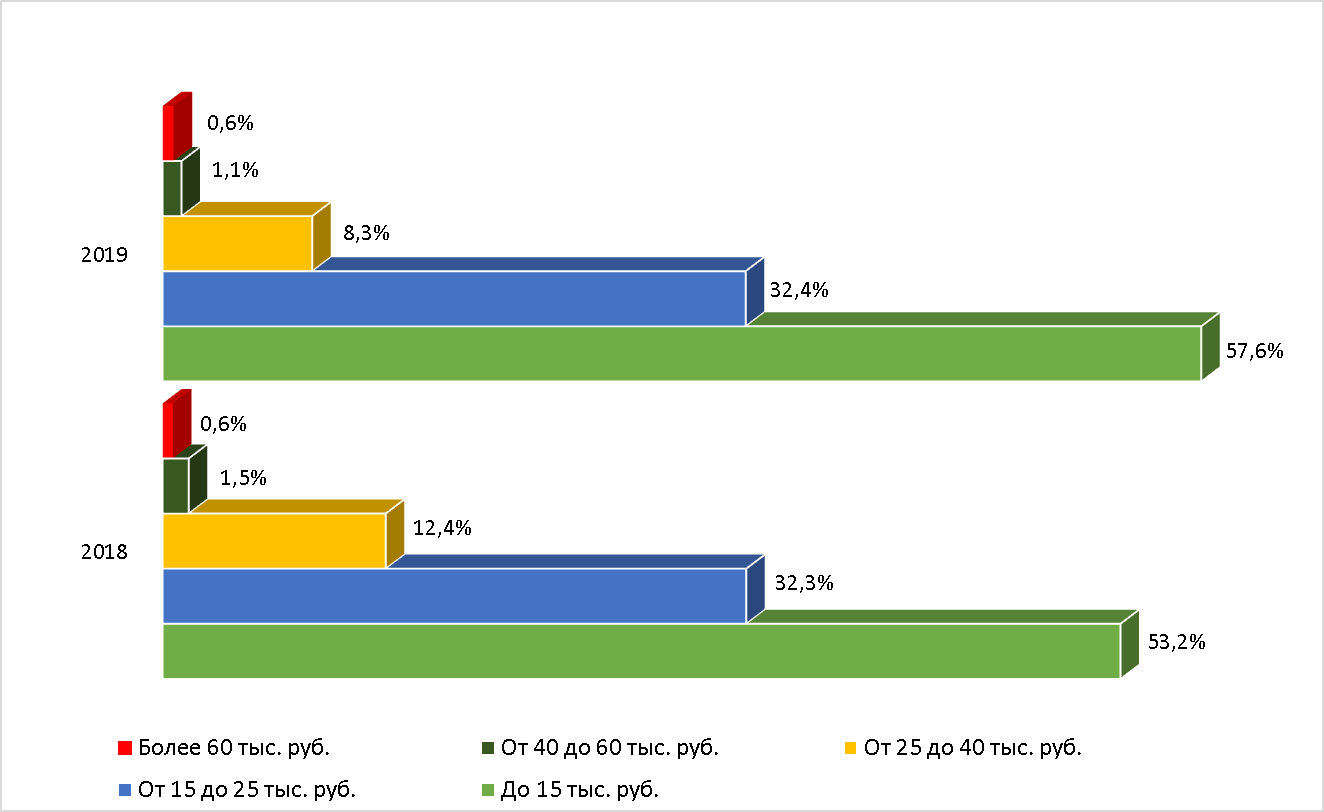 0,6%
1,1%
8,3%
2019
32,4%
57,6%
0,6%
1,5%
12,4%
2018
32,3%
53,2%
Более 60 тыс. руб.
От 40 до 60 тыс. руб.
От 25 до 40 тыс. руб.
От 15 до 25 тыс. руб.
До 15 тыс. руб.